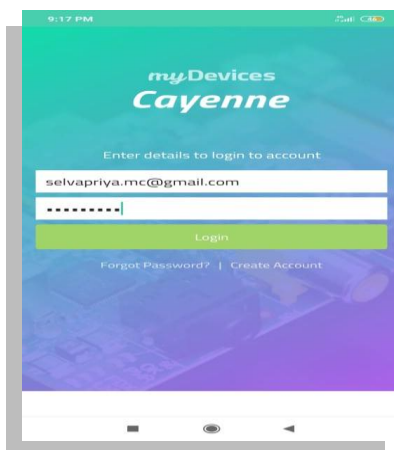 9:17 PM
myDevices
Cayenne
Enter details to login to account
selvapriya.mc@gmail.com
Login
Forgot Password? | Create Account